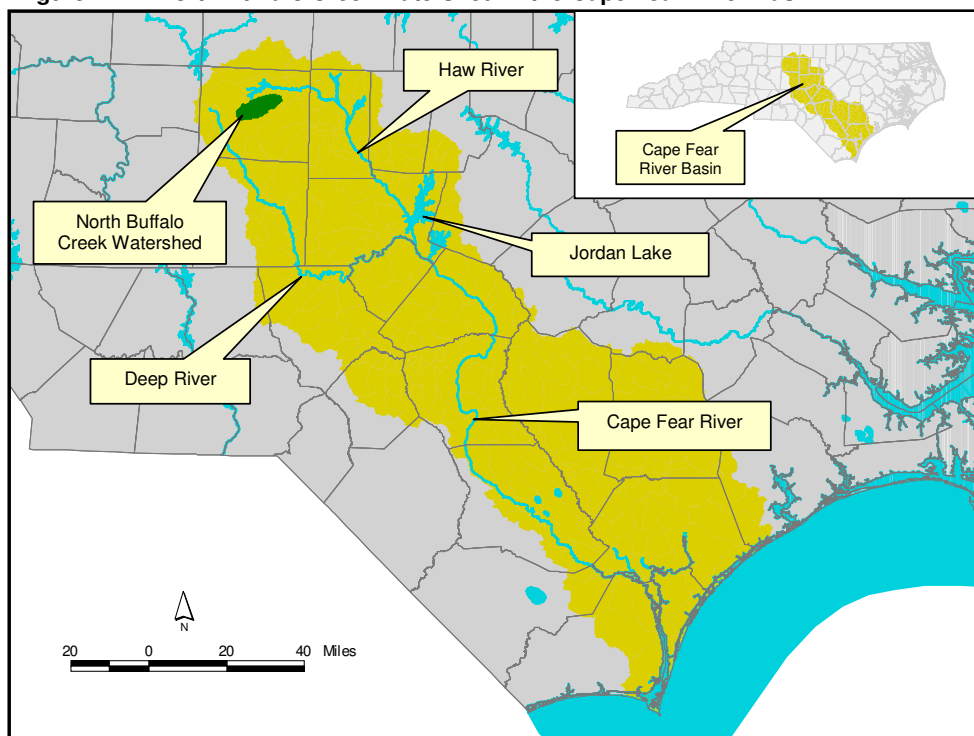 Haw River
Cape Fear
River Basin
North Buffalo
Creek Watershed
Jordan Lake
Deep River
Cape Fear River
N
20 0 20 40 Miles